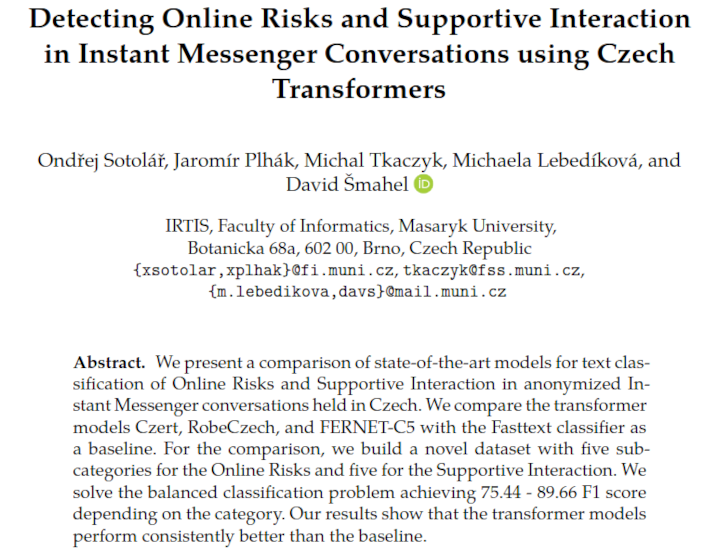 Detecting Online Risks and Supportive Interaction
in Instant Messenger Conversations using Czech
Transformers
Ondřej Sotolář, Jaromír Plhák, Michal Tkaczyk, Michaela Lebedíková, and
David Šmahel iD
IRTIS, Faculty of Informatics, Masaryk University,
Botanicka 68a, 602 00, Brno, Czech Republic
{xsotolar,xplhak}@fi.muni.cz, tkaczyk@fss.muni.cz,
{m.lebedikova,davs}@mail.muni.cz
Abstract. We present a comparison of state-of-the-art models for text clas-
sification of Online Risks and Supportive Interaction in anonymized In-
stant Messenger conversations held in Czech. We compare the transformer
models Czert, RobeCzech, and FERNET-C5 with the Fasttext classifier as
a baseline. For the comparison, we build a novel dataset with five sub-
categories for the Online Risks and five for the Supportive Interaction. We
solve the balanced classification problem achieving 75.44 - 89.66 F1 score
depending on the category. Our results show that the transformer models
perform consistently better than the baseline.